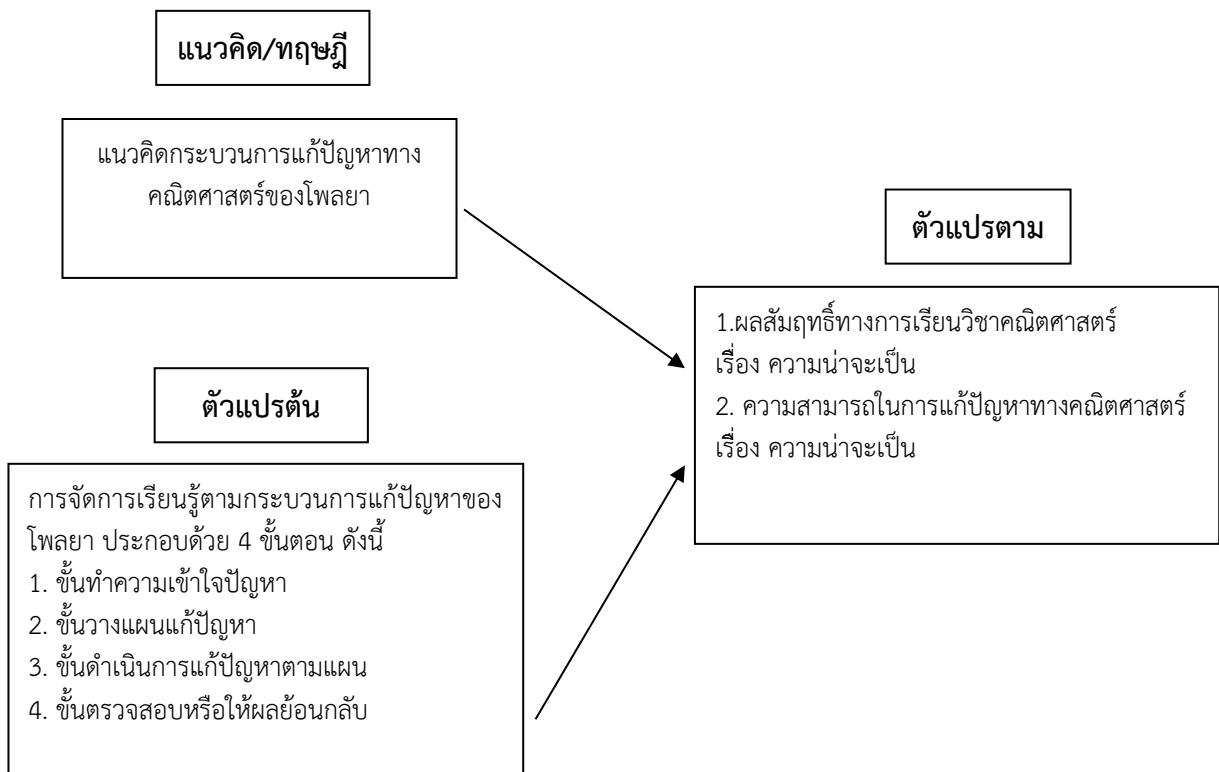 แนวคิด/ทฤษฎี
แนวคิดกระบวนการแก้ปัญหาทาง
คณิตศาสตร์ของโพลยา
ตัวแปรต้น
การจัดการเรียนรู้ตามกระบวนการแก้ปัญหาของ
โพลยา ประกอบด้วย 4 ขั้นตอน ดังนี้
1. ขั้นทำความเข้าใจปัญหา
2. ขั้นวางแผนแก้ปัญหา
3. ขั้นดำเนินการแก้ปัญหาตามแผน
4. ขั้นตรวจสอบหรือให้ผลย้อนกลับ
ตัวแปรตาม
1.ผลสัมฤทธิ์ทางการเรียนวิชาคณิตศาสตร์
เรื่อง ความน่าจะเป็น
2. ความสามารถในการแก้ปัญหาทางคณิตศาสตร์
เรื่อง ความน่าจะเป็น